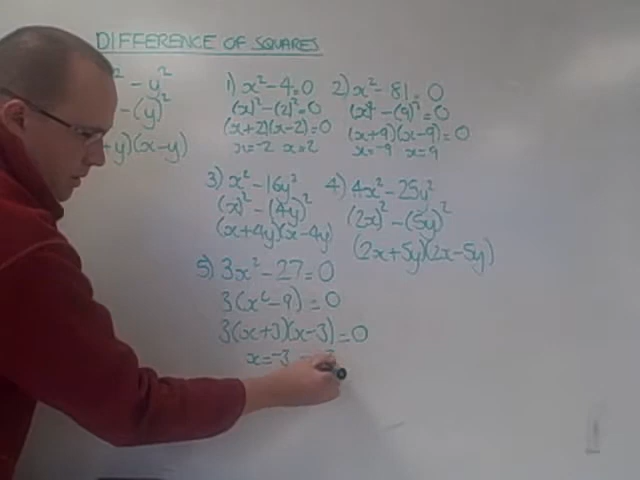 DIFFERENCE OF SQUARES
² - y²
- (y)²
+y)(x-y)
1) x² - 4 = 0
(x)² - (2)² = 0
(x+2)(x-2) = 0
x = -2 x = 2
2) x² - 81 = 0
(x)² - (9)² = 0
(x+9)(x-9) = 0
x = -9 x = 9
3) x² - 16y²
(x)² - (4y)²
(x+4y)(x-4y)
4) 4x² - 25y²
(2x)² - (5y)²
(2x+5y)(2x-5y)
5) 3x² - 27 = 0
3(x² - 9) = 0
3(x+3)(x-3) = 0
x = -3